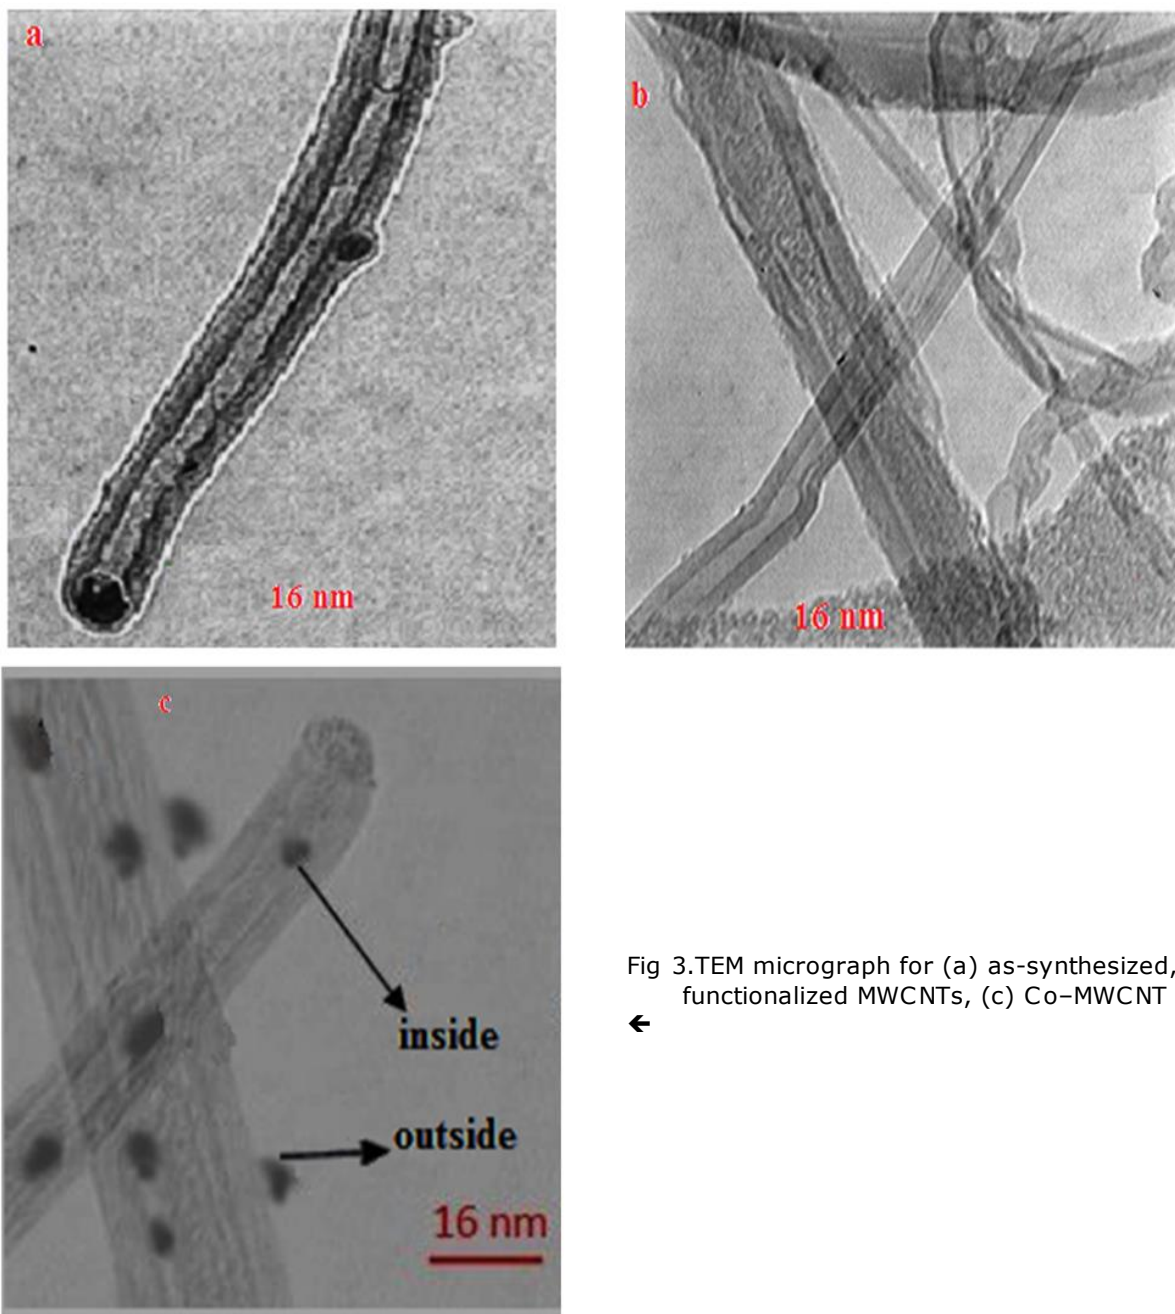 a
16 nm
b
16 nm
c
inside
outside
16 nm
Fig 3.TEM micrograph for (a) as-synthesized,
functionalized MWCNTs, (c) Co–MWCNT
←